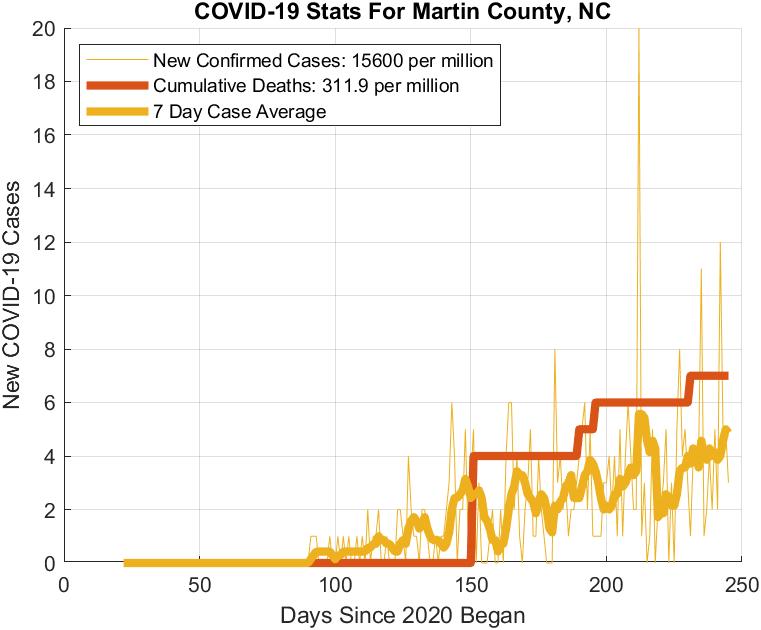 COVID-19 Stats For Martin County, NC
New Confirmed Cases: 15600 per million
Cumulative Deaths: 311.9 per million
7 Day Case Average
New COVID-19 Cases
20
18
16
14
12
10
8
6
4
2
0
0 50 100 150 200 250
Days Since 2020 Began